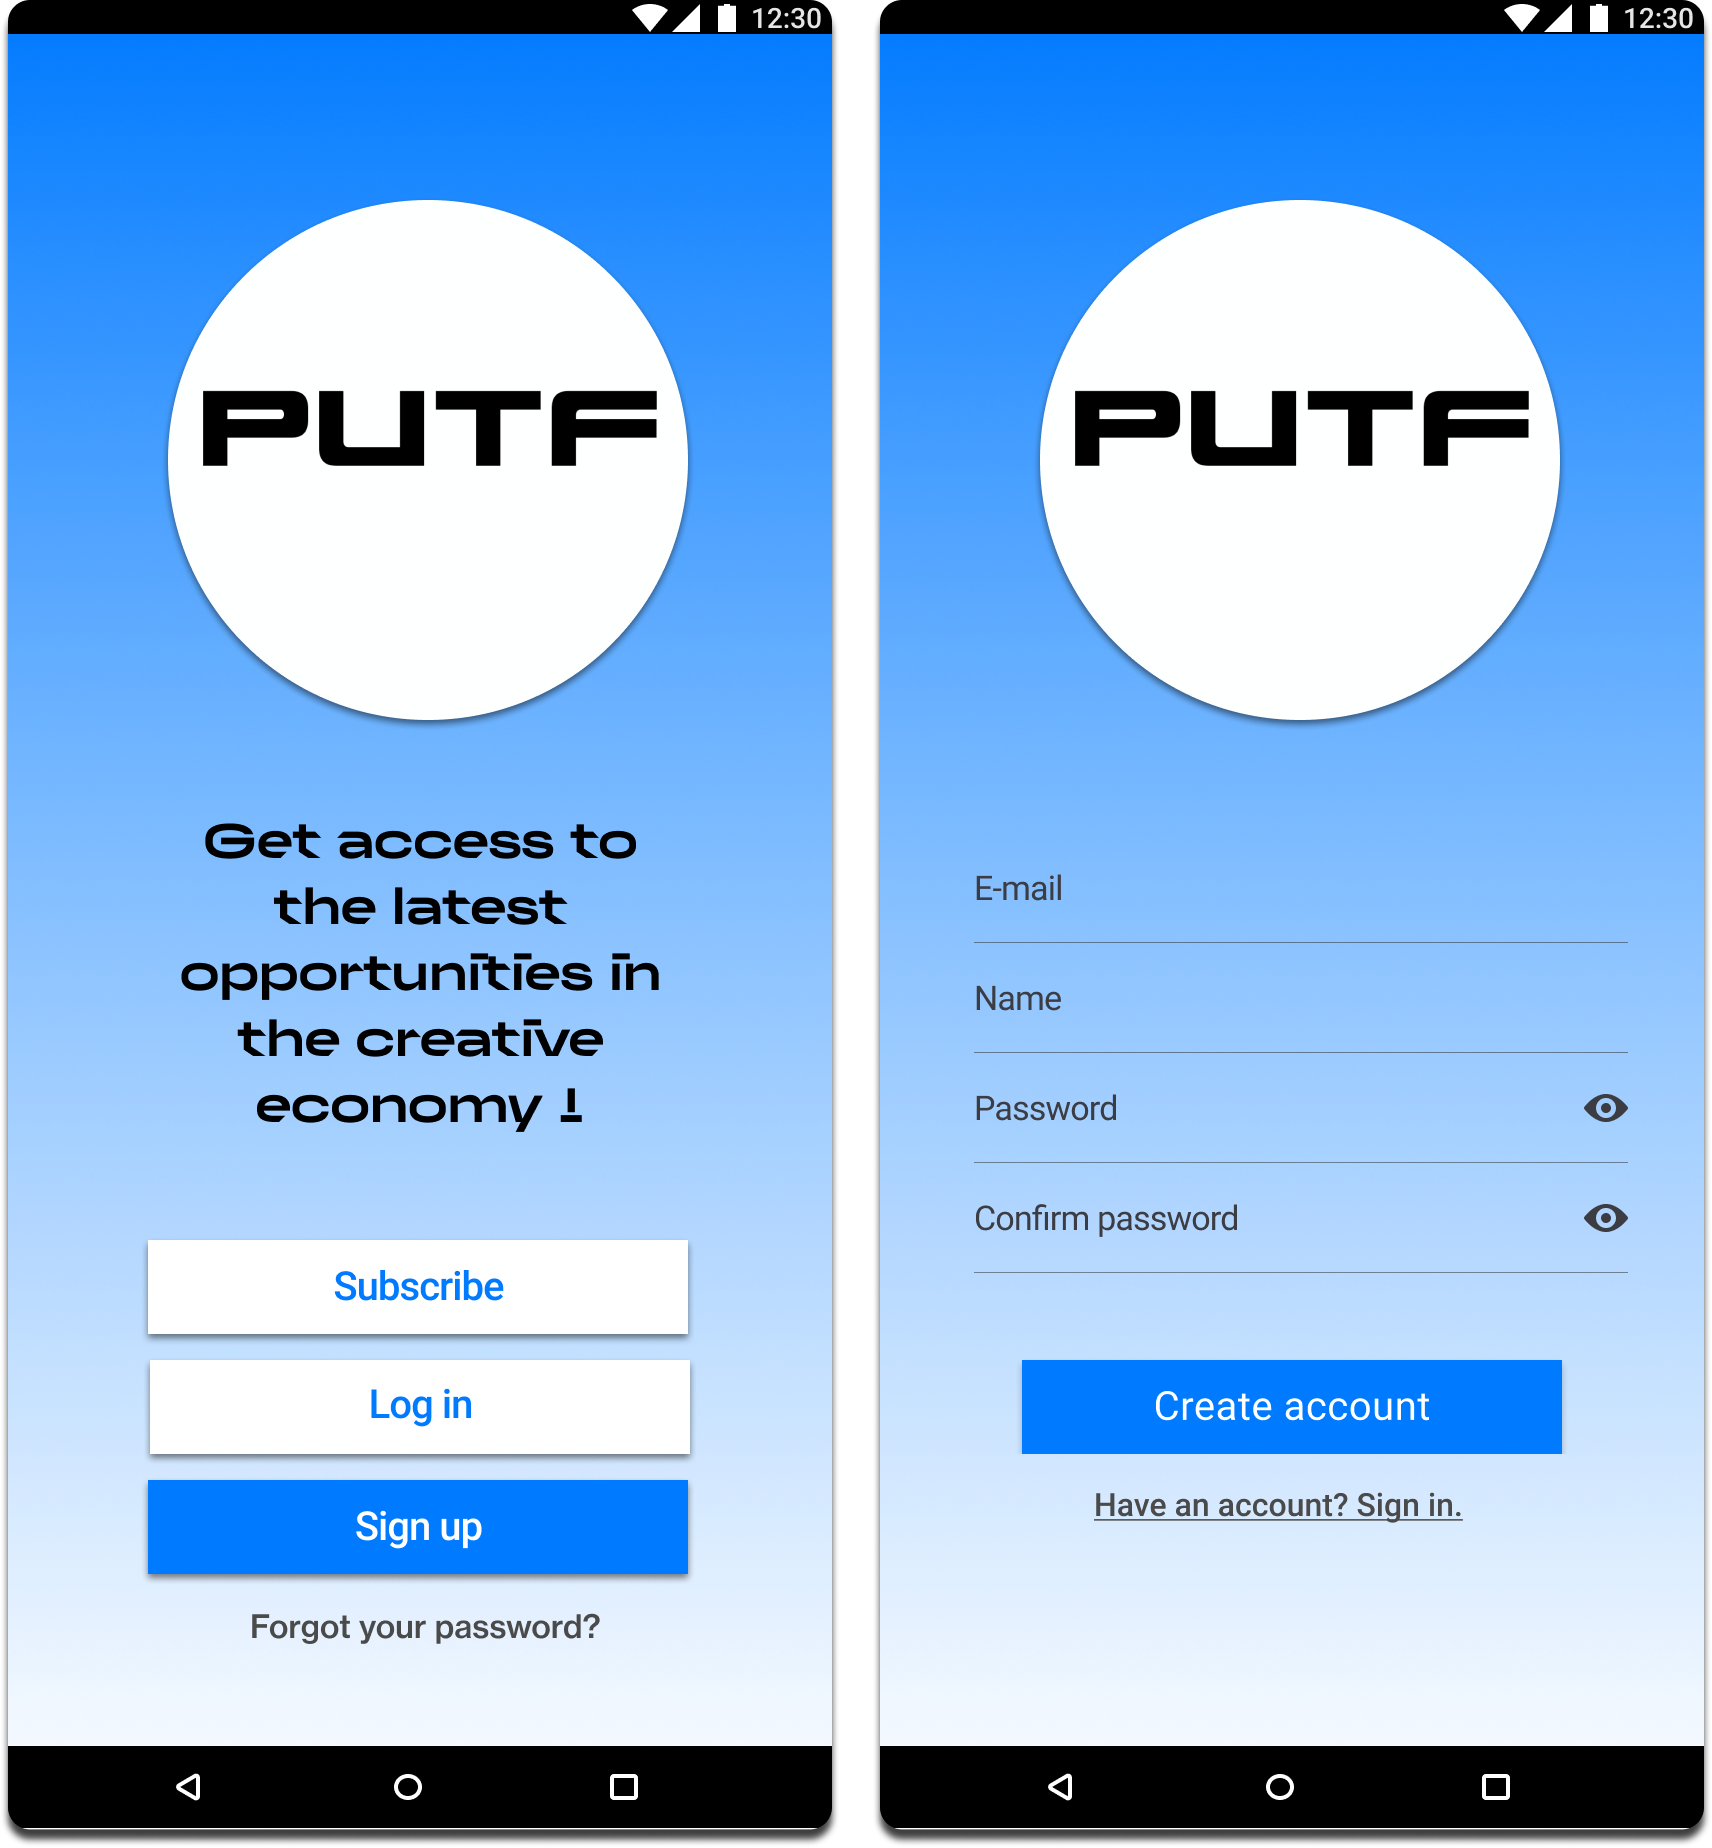 12:30
PUTF
Get access to
the latest
opportunities in
the creative
economy !
Subscribe
Log in
Sign up
Forgot your password?
12:30
PUTF
E-mail
Name
Password
Confirm password
Create account
Have an account? Sign in.